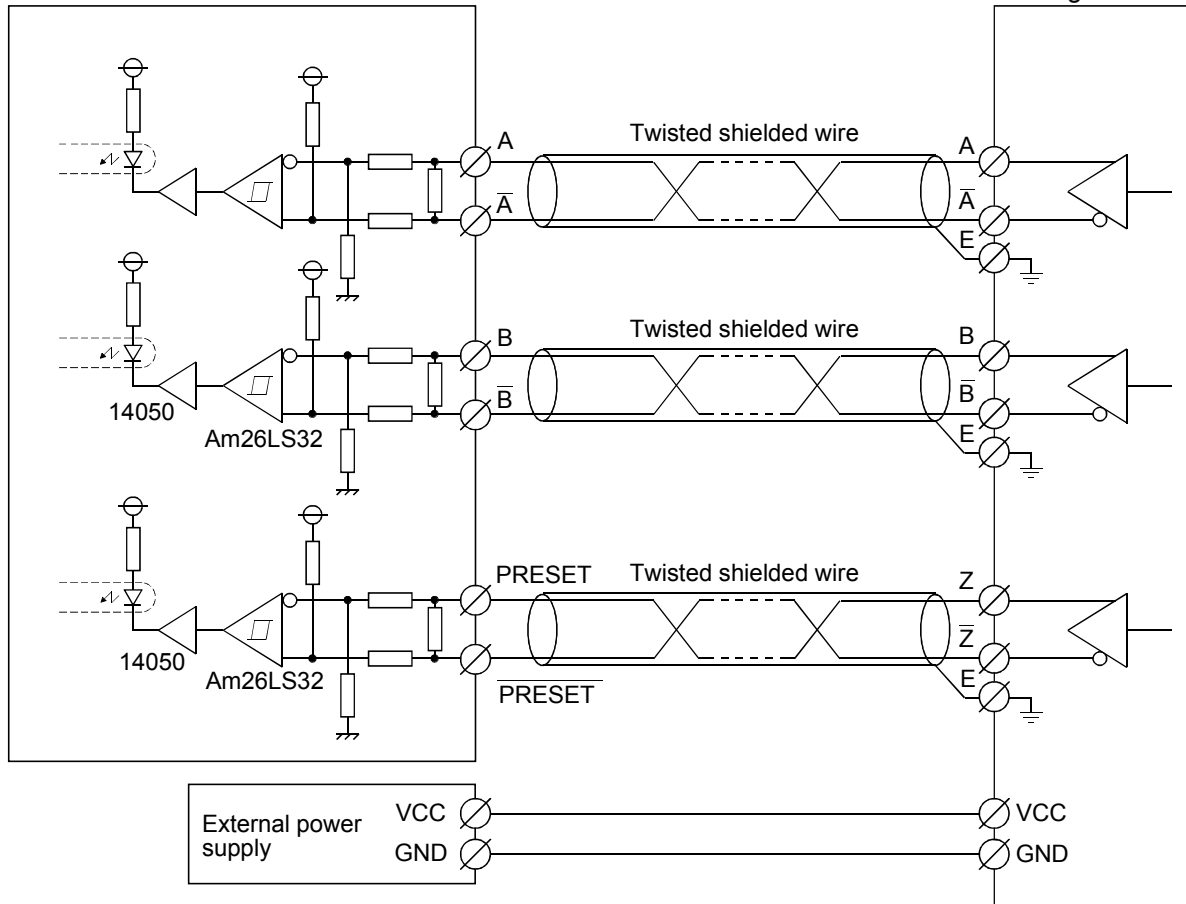 A
Twisted shielded wire
A
A̅
A̅
E
B
Twisted shielded wire
B
B̅
B̅
14050
Am26LS32
E
PRESET
Twisted shielded wire
Z
Z̅
14050
Am26LS32
P̅R̅E̅S̅E̅T̅
E
External power
supply
VCC
GND
VCC
GND